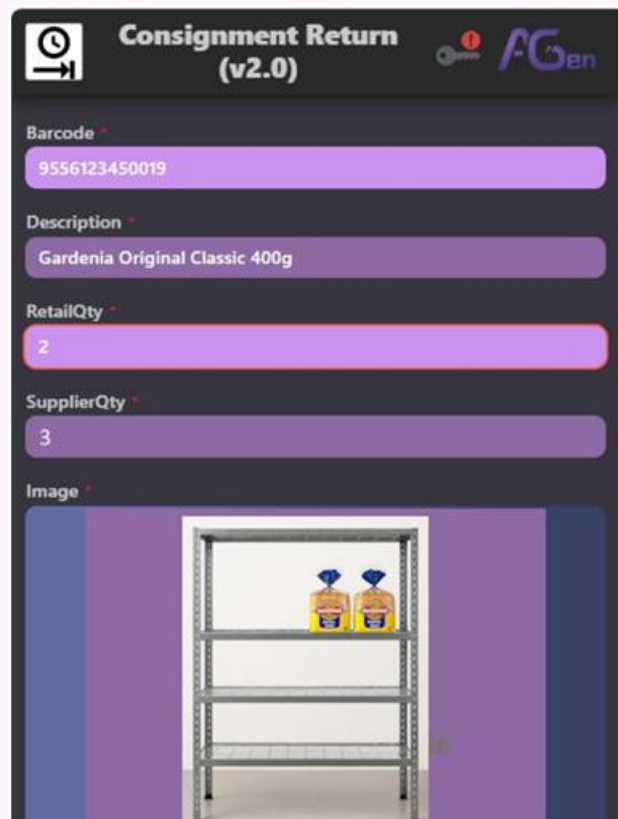 Consignment Return
(v2.0)
AGen
Barcode *
9556123450019
Description *
Gardenia Original Classic 400g
RetailQty *
2
SupplierQty *
3
Image *